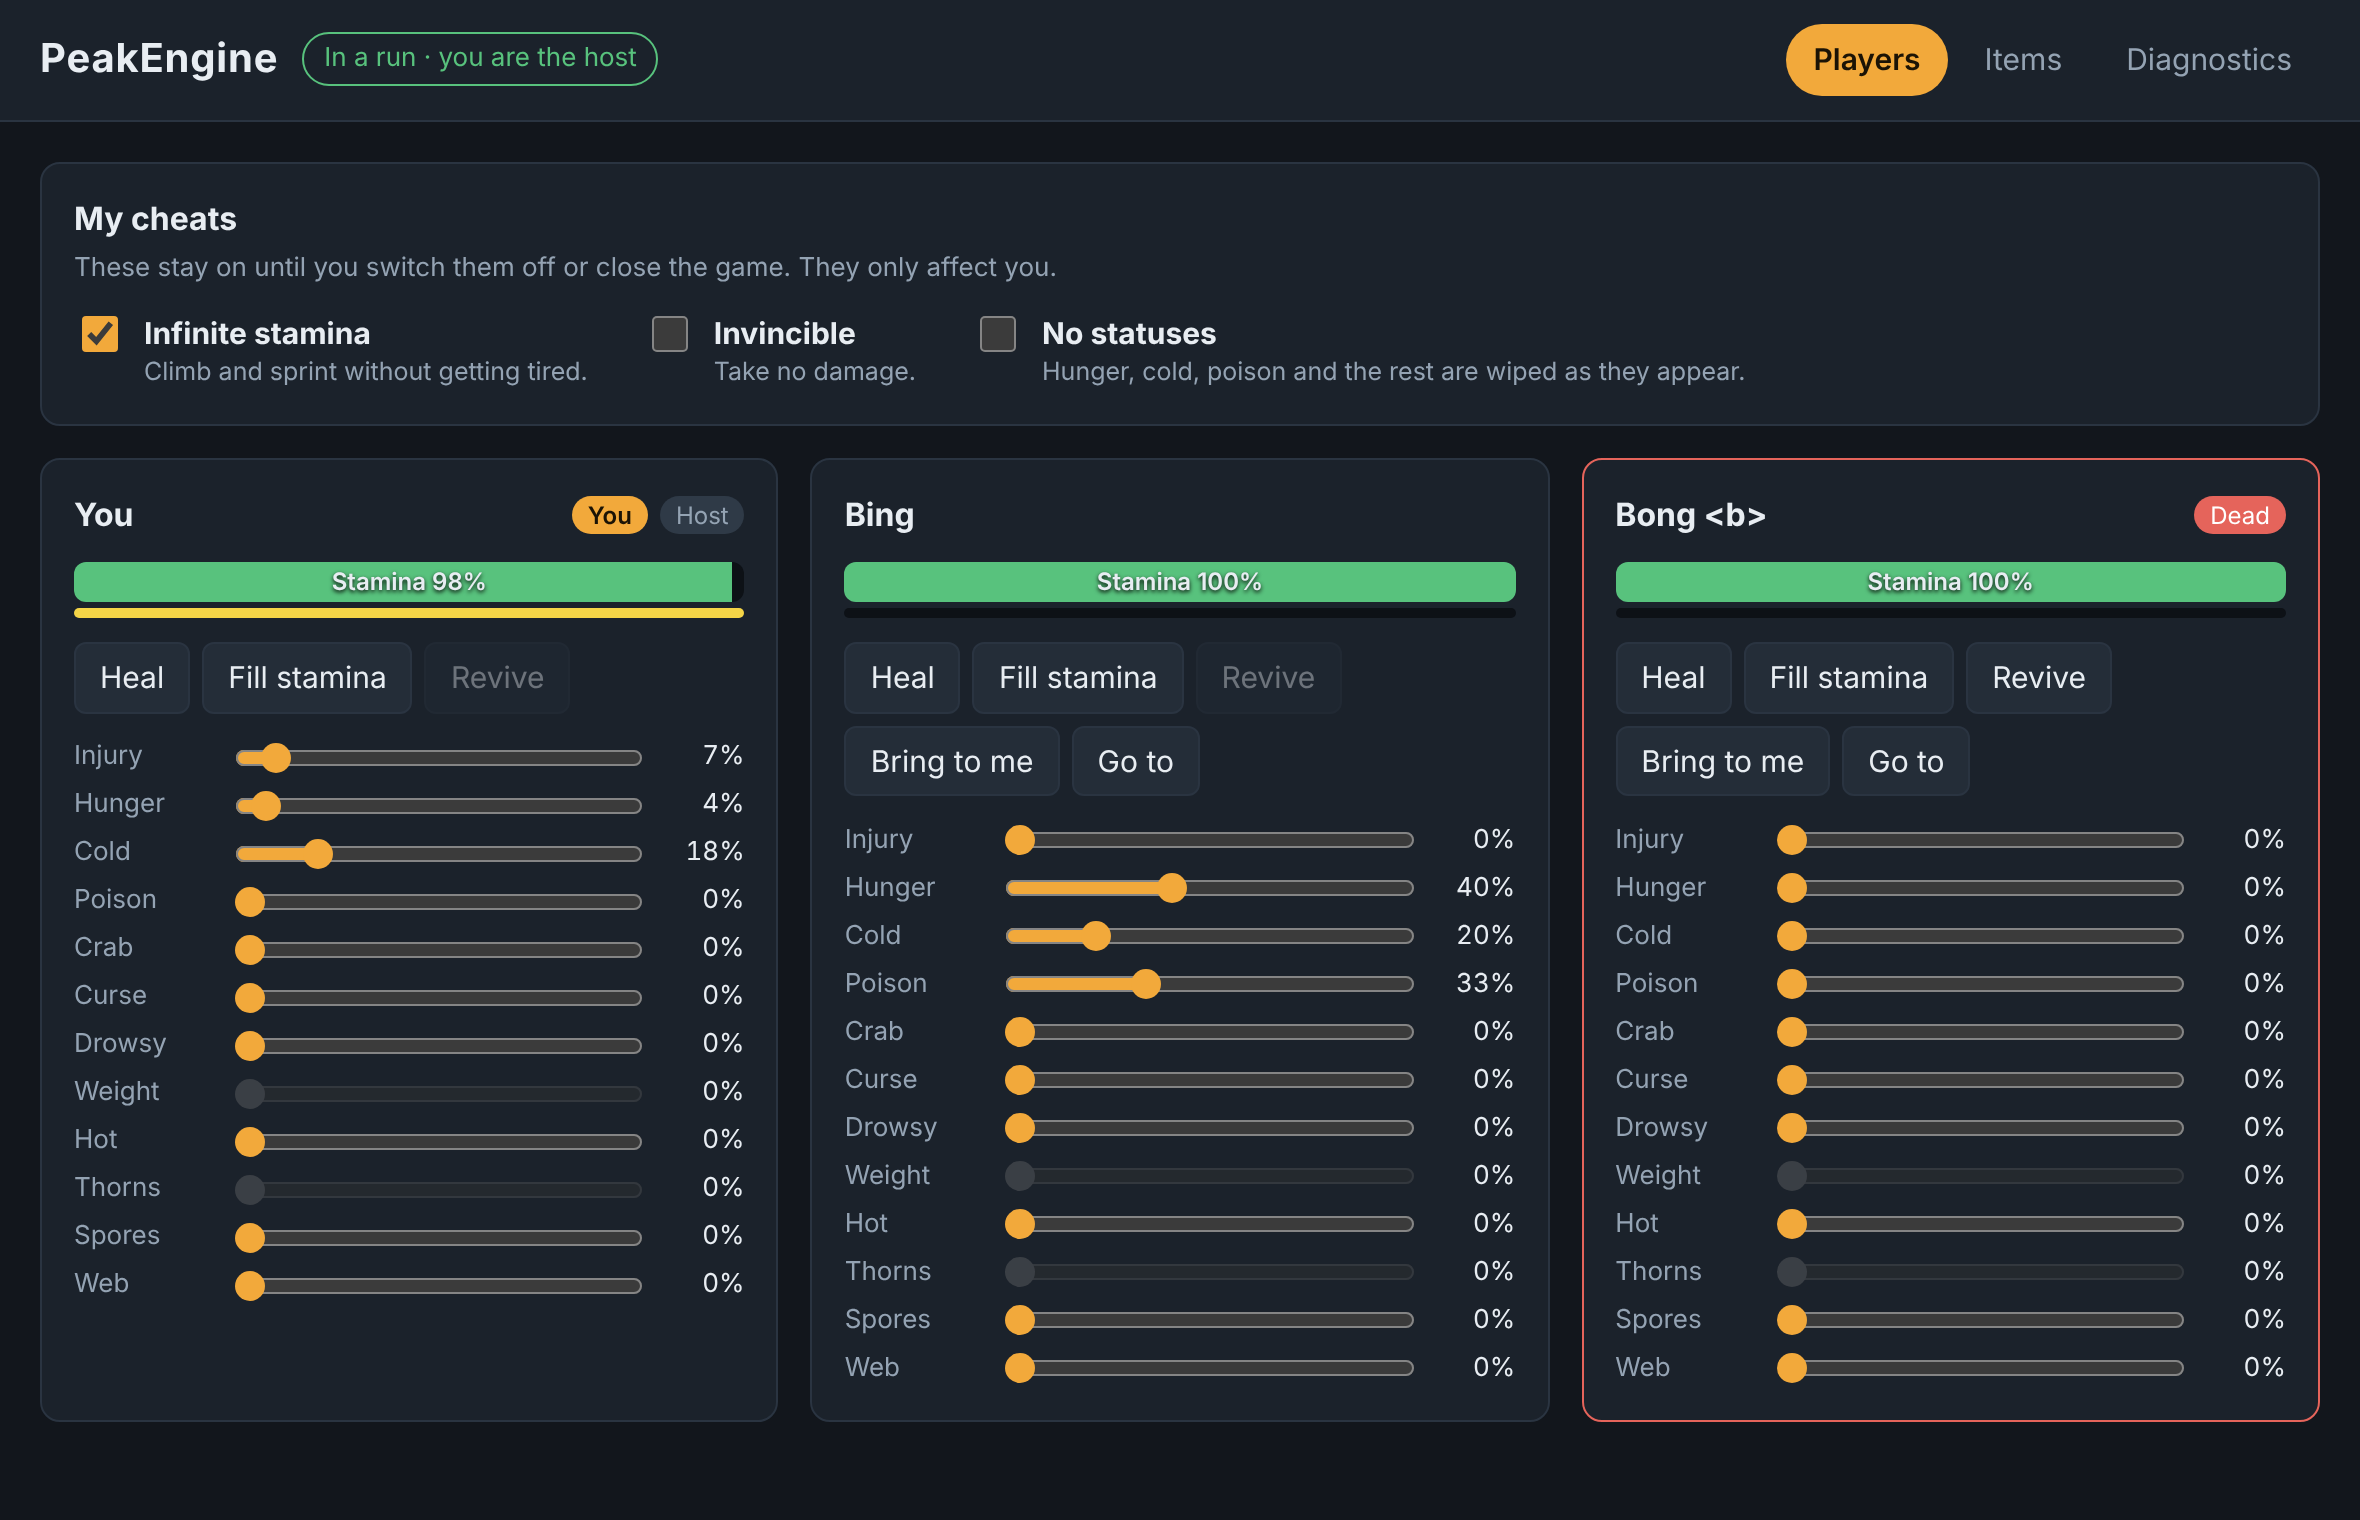 PeakEngine
In a run · you are the host
Players
Items
Diagnostics
My cheats
These stay on until you switch them off or close the game. They only affect you.
Infinite stamina
Climb and sprint without getting tired.
Invincible
Take no damage.
No statuses
Hunger, cold, poison and the rest are wiped as they appear.
You
You
Host
Stamina 98%
Heal
Fill stamina
Revive
Injury 7%
Hunger 4%
Cold 18%
Poison 0%
Crab 0%
Curse 0%
Drowsy 0%
Weight 0%
Hot 0%
Thorns 0%
Spores 0%
Web 0%
Bing
Stamina 100%
Heal
Fill stamina
Revive
Bring to me
Go to
Injury 0%
Hunger 40%
Cold 20%
Poison 33%
Crab 0%
Curse 0%
Drowsy 0%
Weight 0%
Hot 0%
Thorns 0%
Spores 0%
Web 0%
Bong <b>
Dead
Stamina 100%
Heal
Fill stamina
Revive
Bring to me
Go to
Injury 0%
Hunger 0%
Cold 0%
Poison 0%
Crab 0%
Curse 0%
Drowsy 0%
Weight 0%
Hot 0%
Thorns 0%
Spores 0%
Web 0%